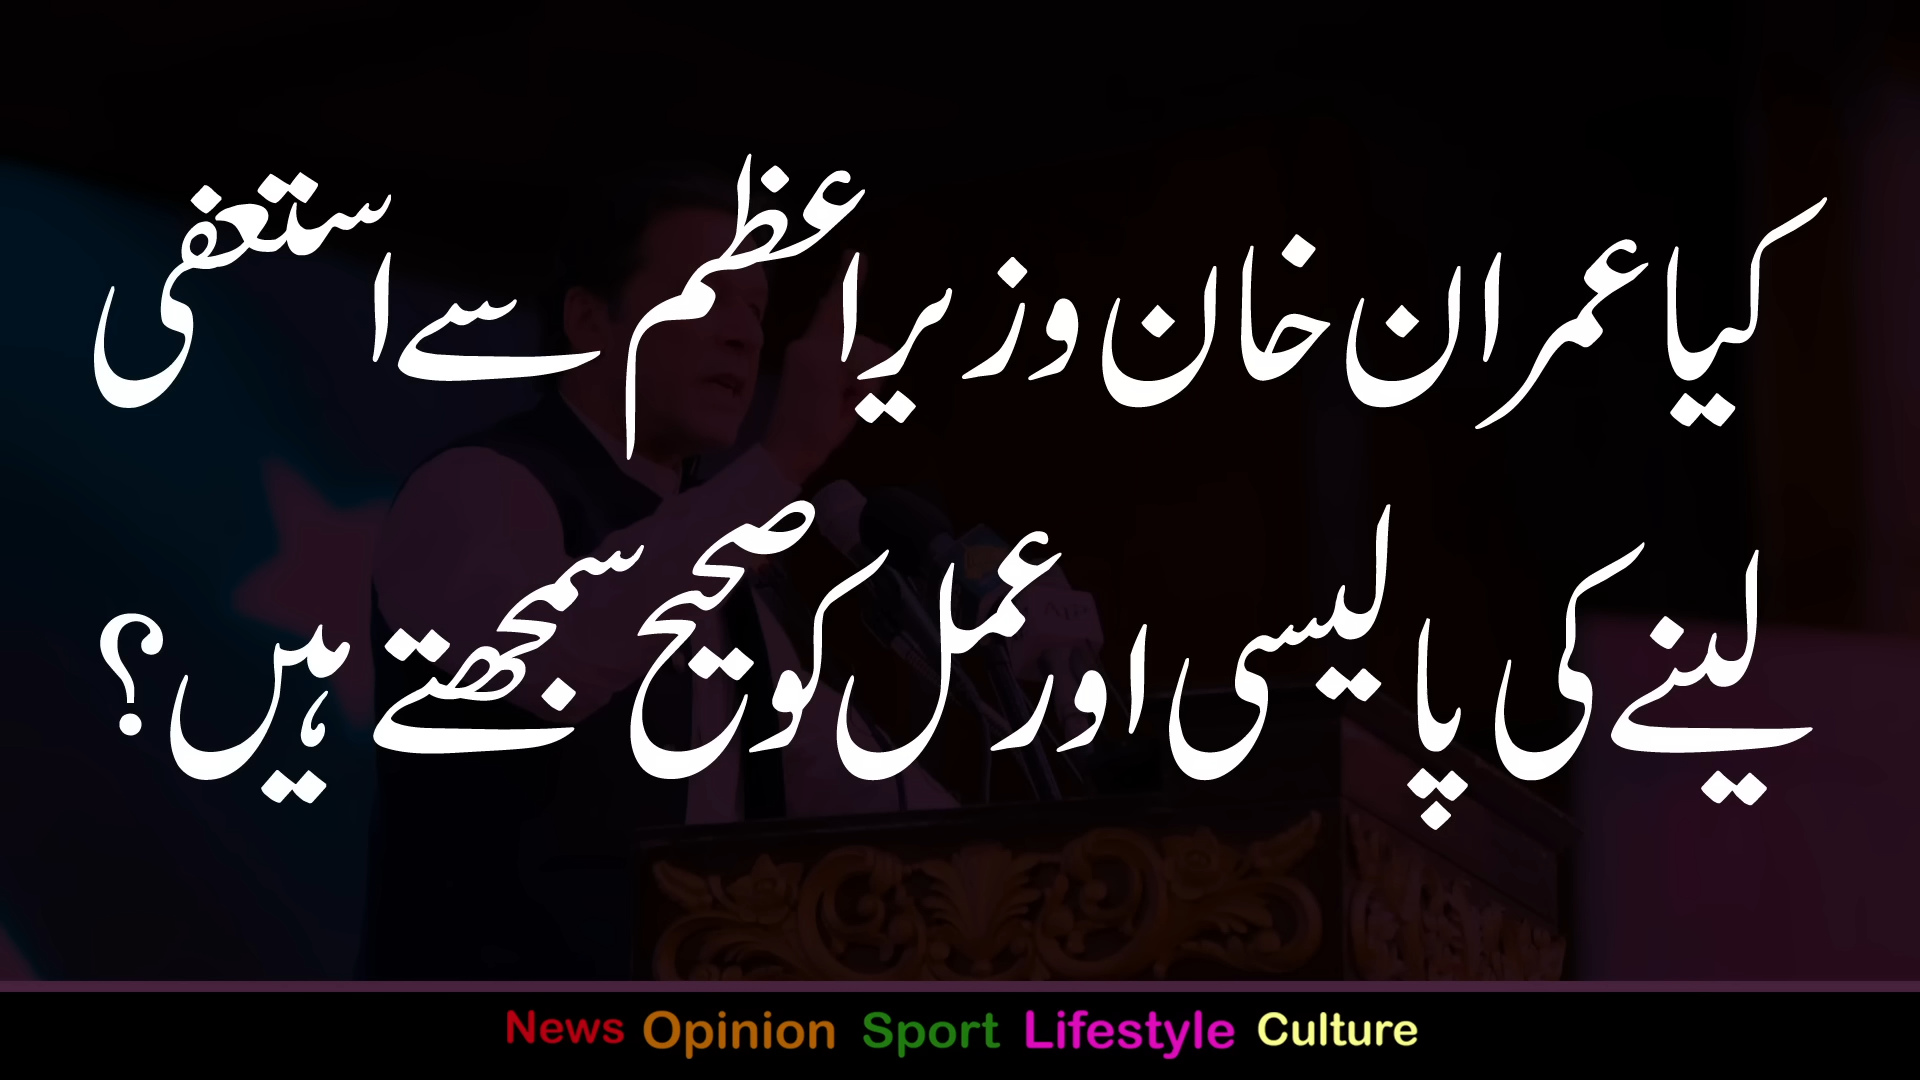 کیا عمران خان وزیراعظم سے استعفی
لینے کی پالیسی اور عمل کو صحیح سمجھتے ہیں؟
News Opinion Sport Lifestyle Culture